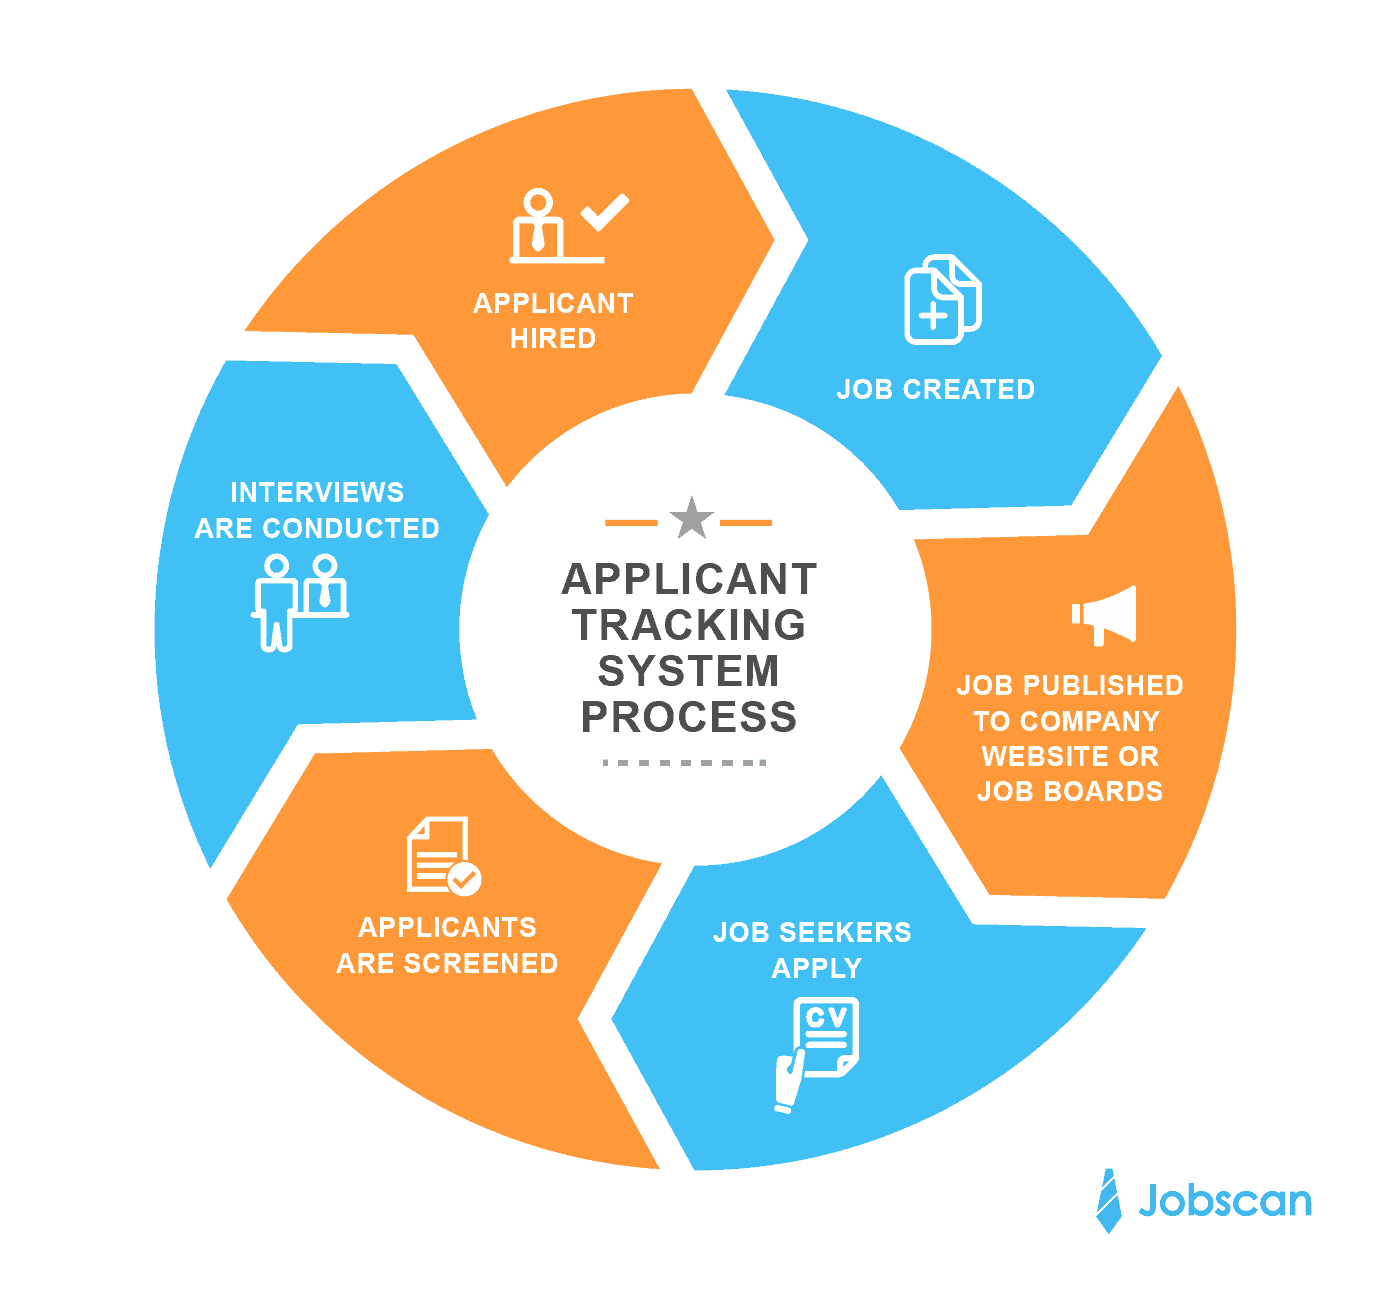 APPLICANT
TRACKING
SYSTEM
PROCESS
JOB CREATED
JOB PUBLISHED
TO COMPANY
WEBSITE OR
JOB BOARDS
JOB SEEKERS
APPLY
CV
APPLICANTS
ARE SCREENED
INTERVIEWS
ARE CONDUCTED
APPLICANT
HIRED
Jobscan